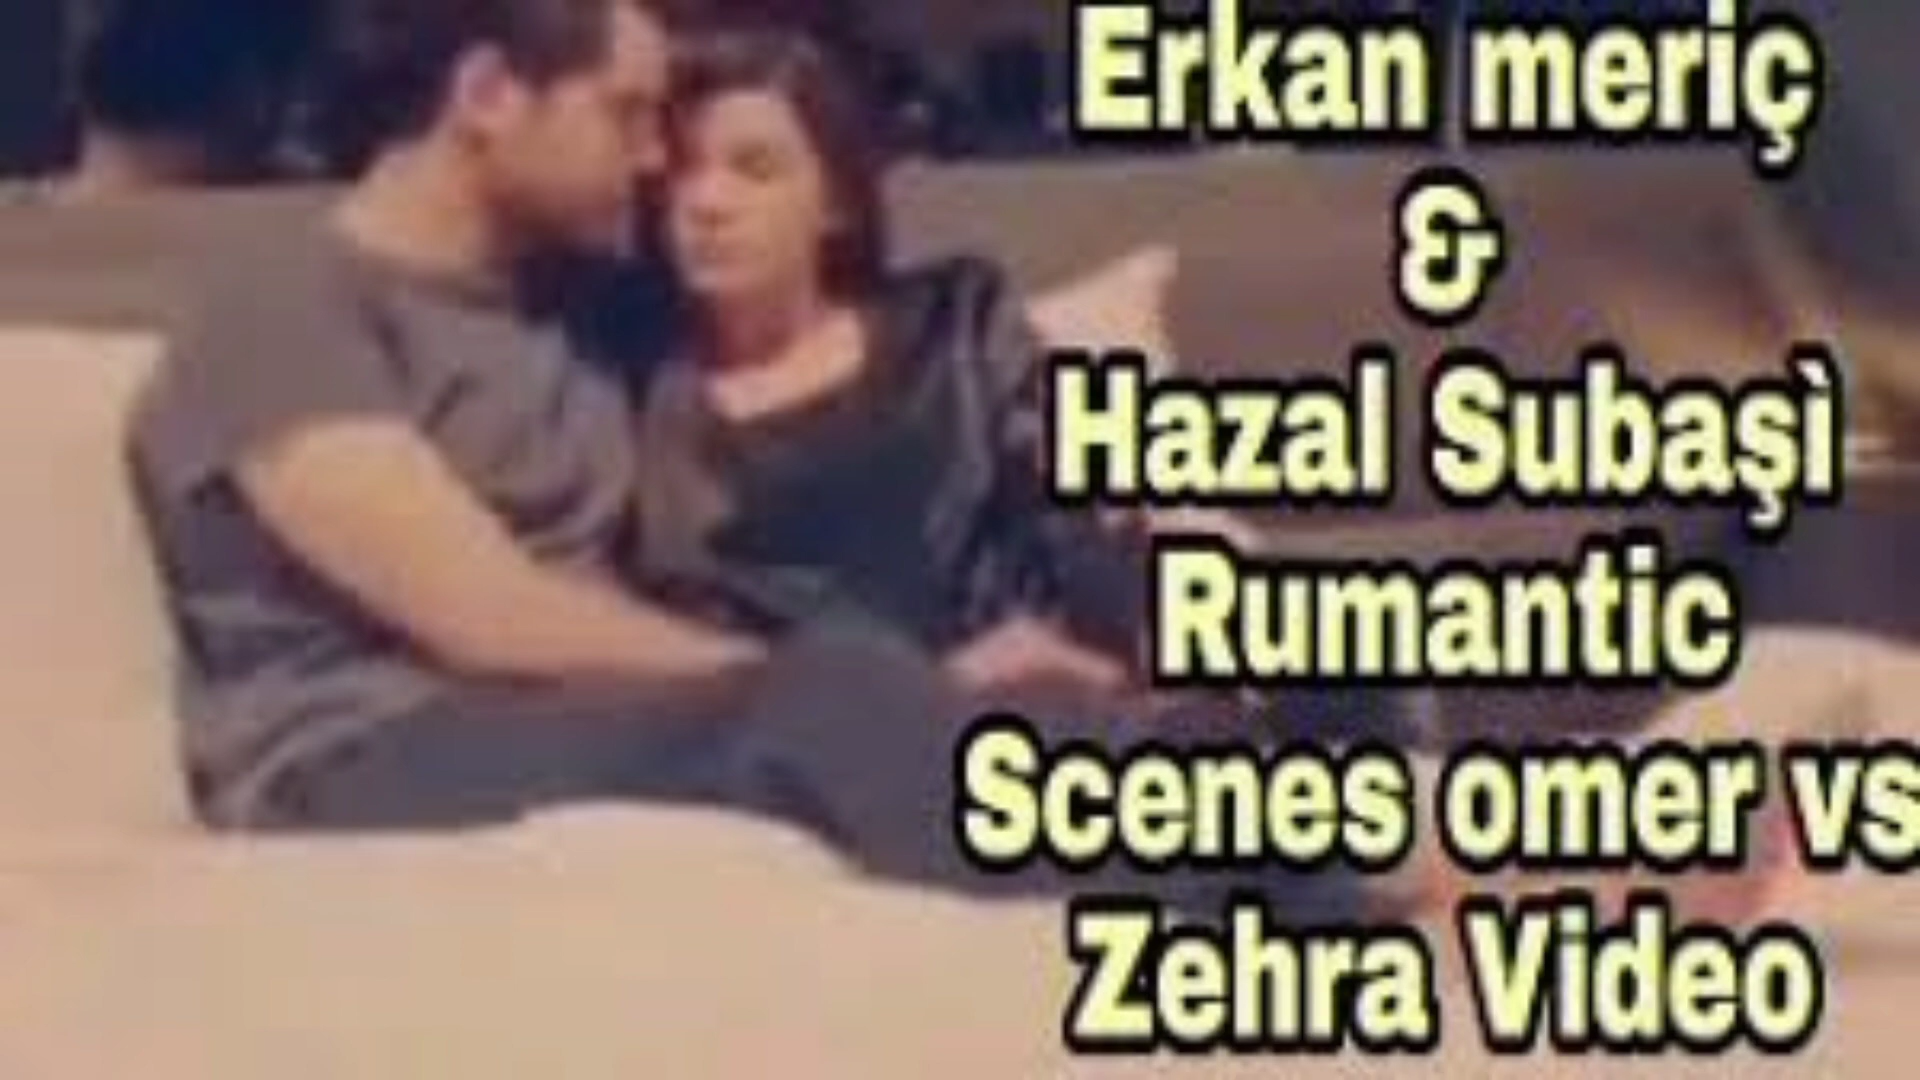 Erkan meriç
&
Hazal Subaşì
Rumantic
Scenes omer vs
Zehra Video